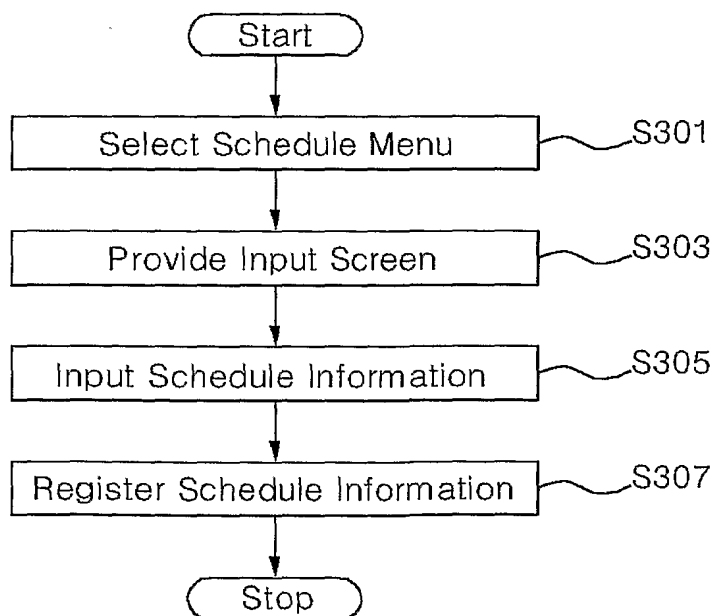 Start
Select Schedule Menu
S301
Provide Input Screen
S303
Input Schedule Information
S305
Register Schedule Information
S307
Stop